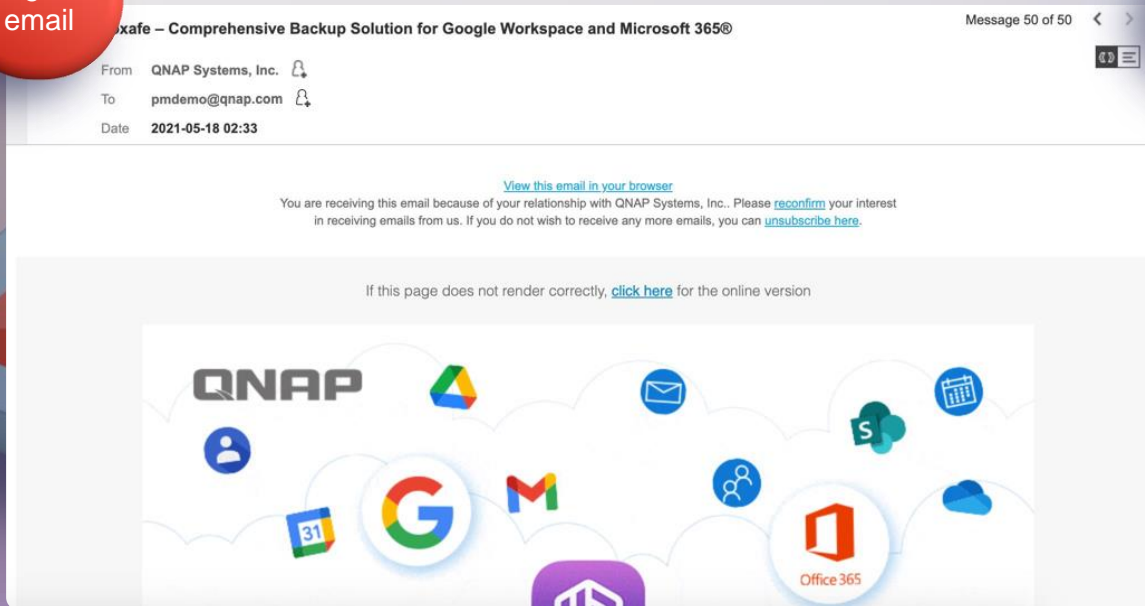 email
xafe – Comprehensive Backup Solution for Google Workspace and Microsoft 365®
Message 50 of 50
From QNAP Systems, Inc.
To pmdemo@qnap.com
Date 2021-05-18 02:33
View this email in your browser
You are receiving this email because of your relationship with QNAP Systems, Inc.. Please reconfirm your interest
in receiving emails from us. If you do not wish to receive any more emails, you can unsubscribe here.
If this page does not render correctly, click here for the online version
QNAP
S
G
31
Office 365